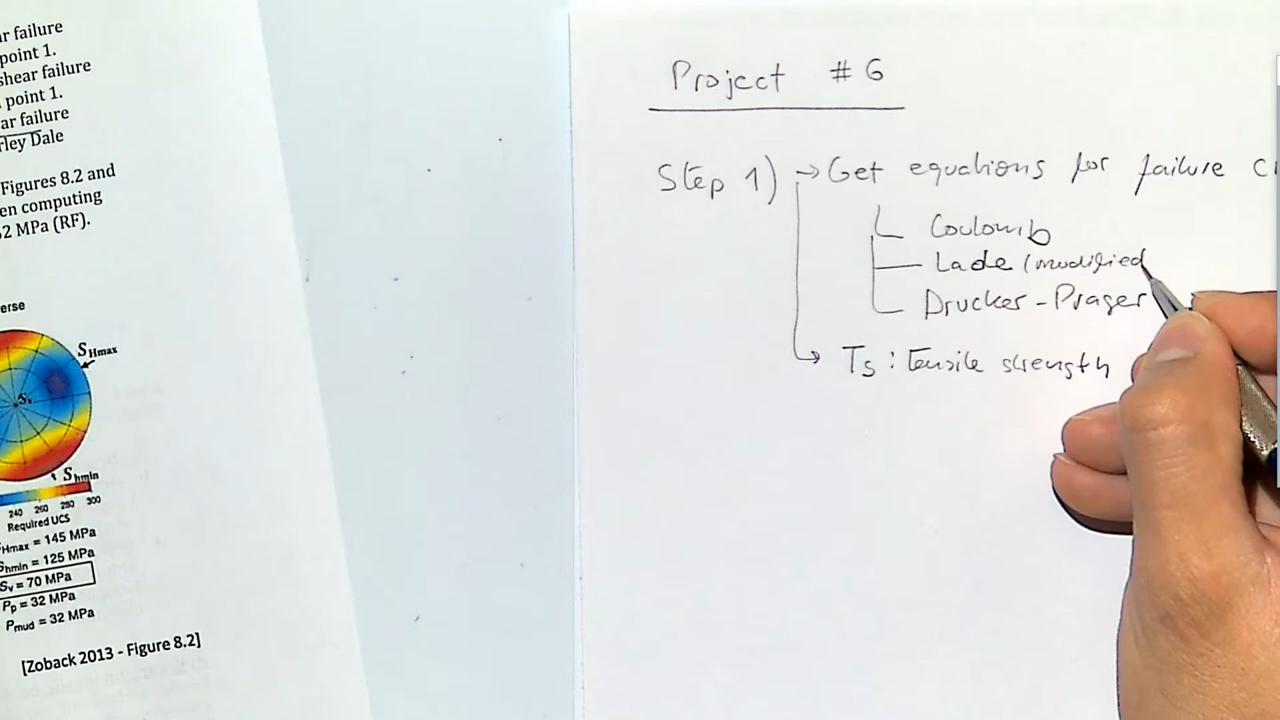 ar failure
point 1.
shear failure
point 1.
ar failure
rley Dale
Figures 8.2 and
en computing
52 MPa (RF).
erse
SHmax
Sv
Shmin
240 260 280 300
Required UCS
Hmax = 145 MPa
Shmin = 125 MPa
Sv = 70 MPa
Pp = 32 MPa
Pmud = 32 MPa
[Zoback 2013 - Figure 8.2]
Project # 6
Step 1) → Get equations for failure c
Coulomb
Lade (modified
Drucker-Prager
Ts : Tensile strength